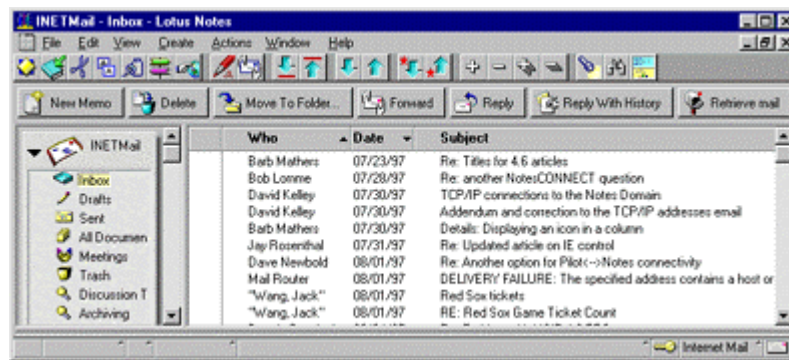 INETMail - Inbox - Lotus Notes
File Edit View Create Actions Window Help
New Memo Delete Move To Folder... Forward Reply Reply With History Retrieve mail
INETMail
Inbox
Drafts
Sent
All Documen
Meetings
Trash
Discussion T
Archiving
Who Date Subject
Barb Mathers 07/23/97 Re: Titles for 4.6 articles
Bob Lomme 07/28/97 Re: another NotesCONNECT question
David Kelley 07/30/97 TCP/IP connections to the Notes Domain
David Kelley 07/30/97 Addendum and correction to the TCP/IP addresses email
Barb Mathers 07/30/97 Details: Displaying an icon in a column
Jay Rosenthal 07/31/97 Re: Updated article on IE control
Dave Newbold 08/01/97 Re: Another option for Pilot<-->Notes connectivity
Mail Router 08/01/97 DELIVERY FAILURE: The specified address contains a host or
"Wang, Jack" 08/01/97 Red Sox tickets
"Wang, Jack" 08/01/97 RE: Red Sox Game Ticket Count
Internet Mail